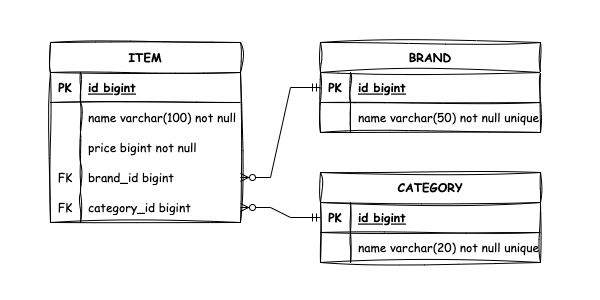 ITEM
PK id bigint
name varchar(100) not null
price bigint not null
FK brand_id bigint
FK category_id bigint
BRAND
PK id bigint
name varchar(50) not null unique
CATEGORY
PK id bigint
name varchar(20) not null unique